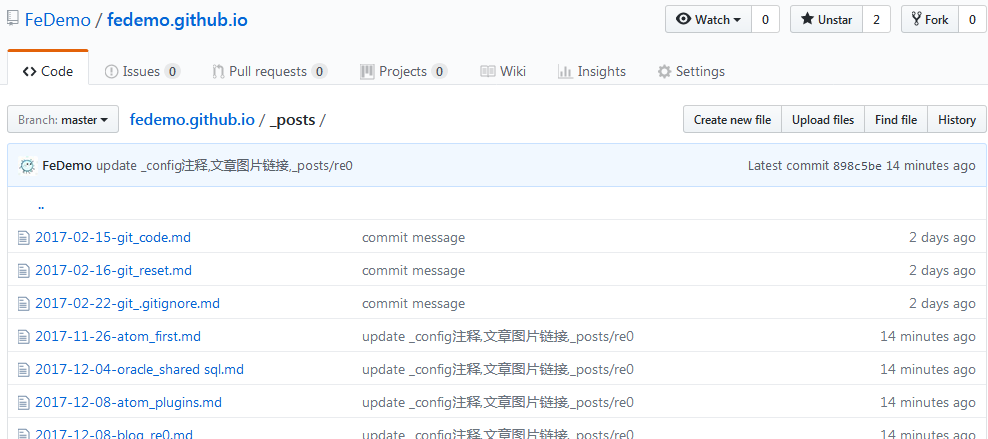 FeDemo / fedemo.github.io
Watch 0 Unstar 2 Fork 0
Code Issues 0 Pull requests 0 Projects 0 Wiki Insights Settings
Branch: master fedemo.github.io / _posts / Create new file Upload files Find file History
FeDemo update _config注释,文章图片链接,_posts/re0 Latest commit 898c5be 14 minutes ago
..
2017-02-15-git_code.md commit message 2 days ago
2017-02-16-git_reset.md commit message 2 days ago
2017-02-22-git_.gitignore.md commit message 2 days ago
2017-11-26-atom_first.md update _config注释,文章图片链接,_posts/re0 14 minutes ago
2017-12-04-oracle_shared sql.md update _config注释,文章图片链接,_posts/re0 14 minutes ago
2017-12-08-atom_plugins.md update _config注释,文章图片链接,_posts/re0 14 minutes ago
2017-12-08-blog_re0.md update _config注释,文章图片链接,_posts/re0 14 minutes ago